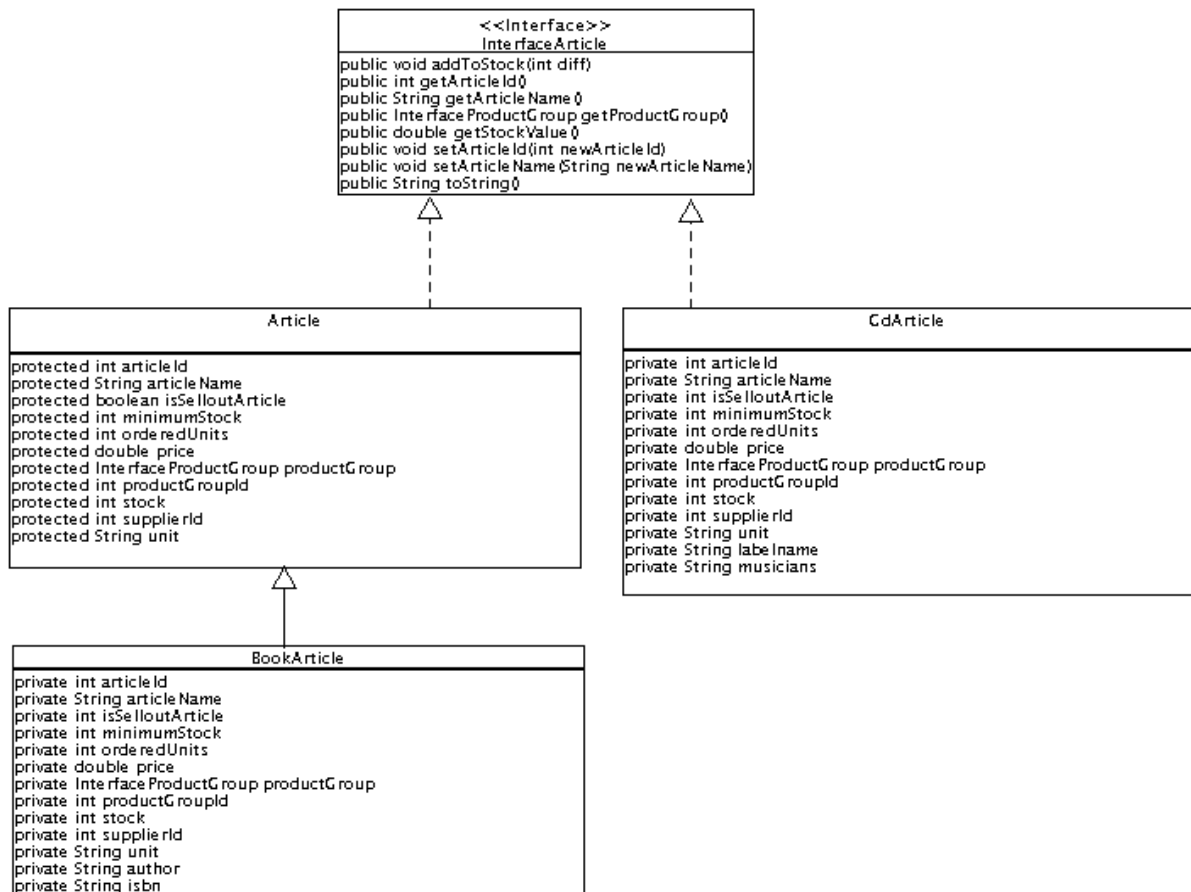 <<Interface>>
InterfaceArticle
public void addToStock(int diff)
public int getArticleId()
public String getArticleName()
public InterfaceProductGroup getProductGroup()
public double getStockValue()
public void setArticleId(int newArticleId)
public void setArticleName(String newArticleName)
public String toString()
Article
protected int articleId
protected String articleName
protected boolean isSelloutArticle
protected int minimumStock
protected int orderedUnits
protected double price
protected InterfaceProductGroup productGroup
protected int productGroupId
protected int stock
protected int supplierId
protected String unit
CdArticle
private int articleId
private String articleName
private int isSelloutArticle
private int minimumStock
private int orderedUnits
private double price
private InterfaceProductGroup productGroup
private int productGroupId
private int stock
private int supplierId
private String unit
private String labelname
private String musicians
BookArticle
private int articleId
private String articleName
private int isSelloutArticle
private int minimumStock
private int orderedUnits
private double price
private InterfaceProductGroup productGroup
private int productGroupId
private int stock
private int supplierId
private String unit
private String author
private String isbn